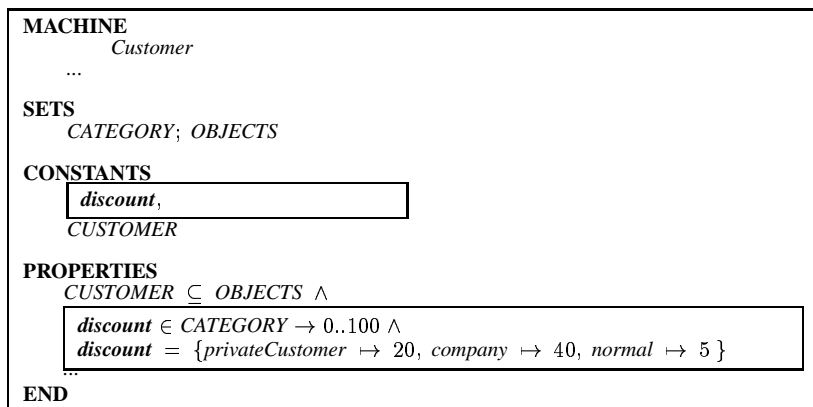 MACHINE
Customer
...
SETS
CATEGORY; OBJECTS
CONSTANTS
discount,
CUSTOMER
PROPERTIES
CUSTOMER ⊆ OBJECTS ∧
discount ∈ CATEGORY → 0..100 ∧
discount = {privateCustomer ↦ 20, company ↦ 40, normal ↦ 5 }
...
END